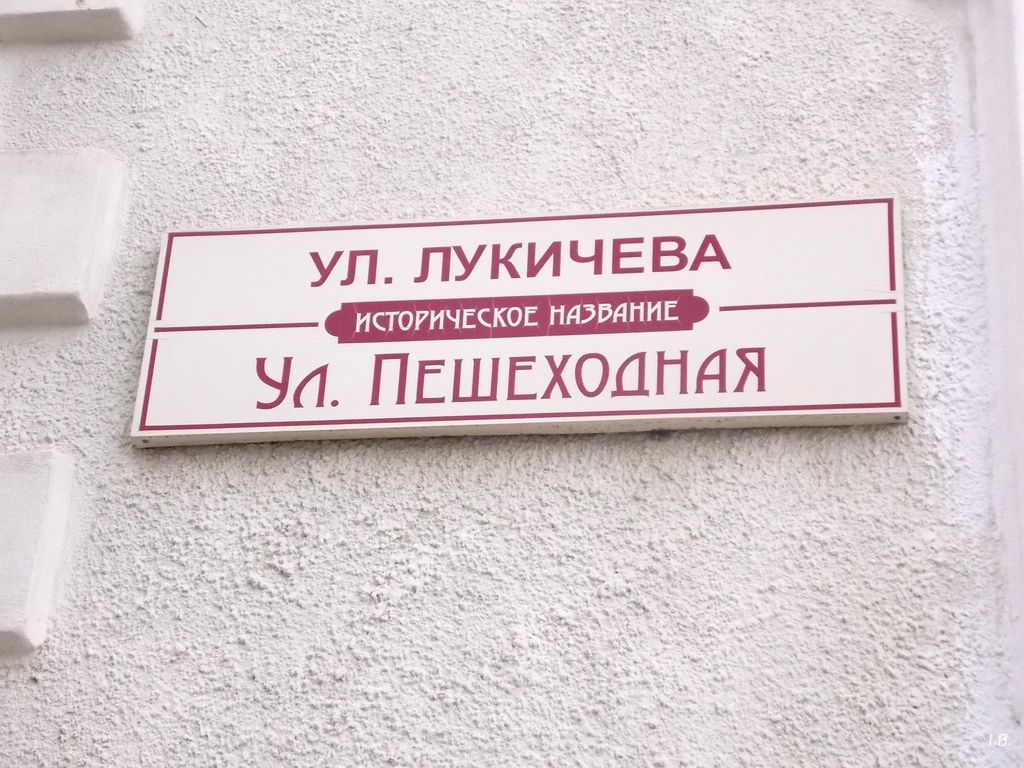 УЛ. ЛУКИЧЕВА
ИСТОРИЧЕСКОЕ НАЗВАНИЕ
УЛ. ПЕШЕХОДНАЯ
I.B.